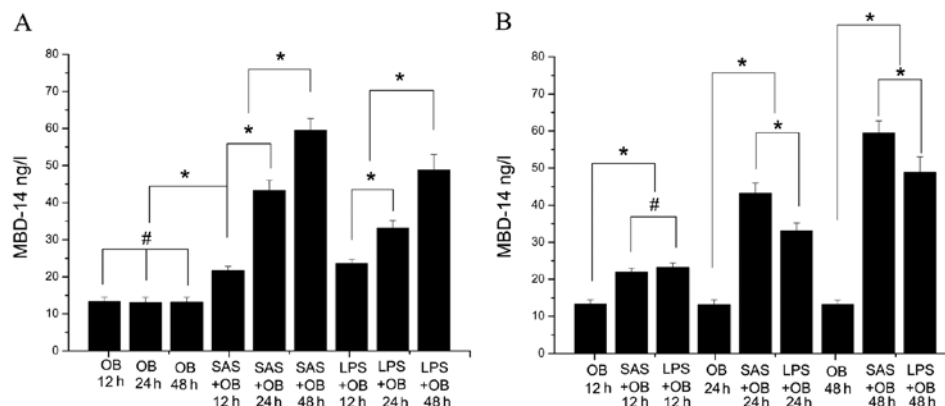 A
B
MBD-14 ng/l
80
70
60
50
40
30
20
10
0
*
*
*
*
*
#
OB
12 h
OB
24 h
OB
48 h
SAS
+OB
12 h
SAS
+OB
24 h
SAS
+OB
48 h
LPS
+OB
12 h
LPS
+OB
24 h
LPS
+OB
48 h
MBD-14 ng/l
80
70
60
50
40
30
20
10
0
*
*
*
*
*
#
OB
12 h
SAS
+OB
12 h
LPS
+OB
12 h
OB
24 h
SAS
+OB
24 h
LPS
+OB
24 h
OB
48 h
SAS
+OB
48 h
LPS
+OB
48 h